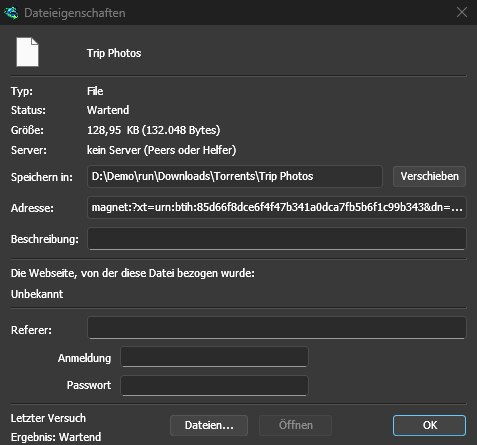 Dateieigenschaften
Trip Photos
Typ: File
Status: Wartend
Größe: 128,95 KB (132.048 Bytes)
Server: kein Server (Peers oder Helfer)
Speichern in: D:\Demo\run\Downloads\Torrents\Trip Photos Verschieben
Adresse: magnet:?xt=urn:btih:85d66f8dce6f4f47b341a0dca7fb5b6f1c99b343&dn=...
Beschreibung:
Die Webseite, von der diese Datei bezogen wurde:
Unbekannt
Referer:
Anmeldung
Passwort
Letzter Versuch
Ergebnis: Wartend
Dateien... Öffnen OK